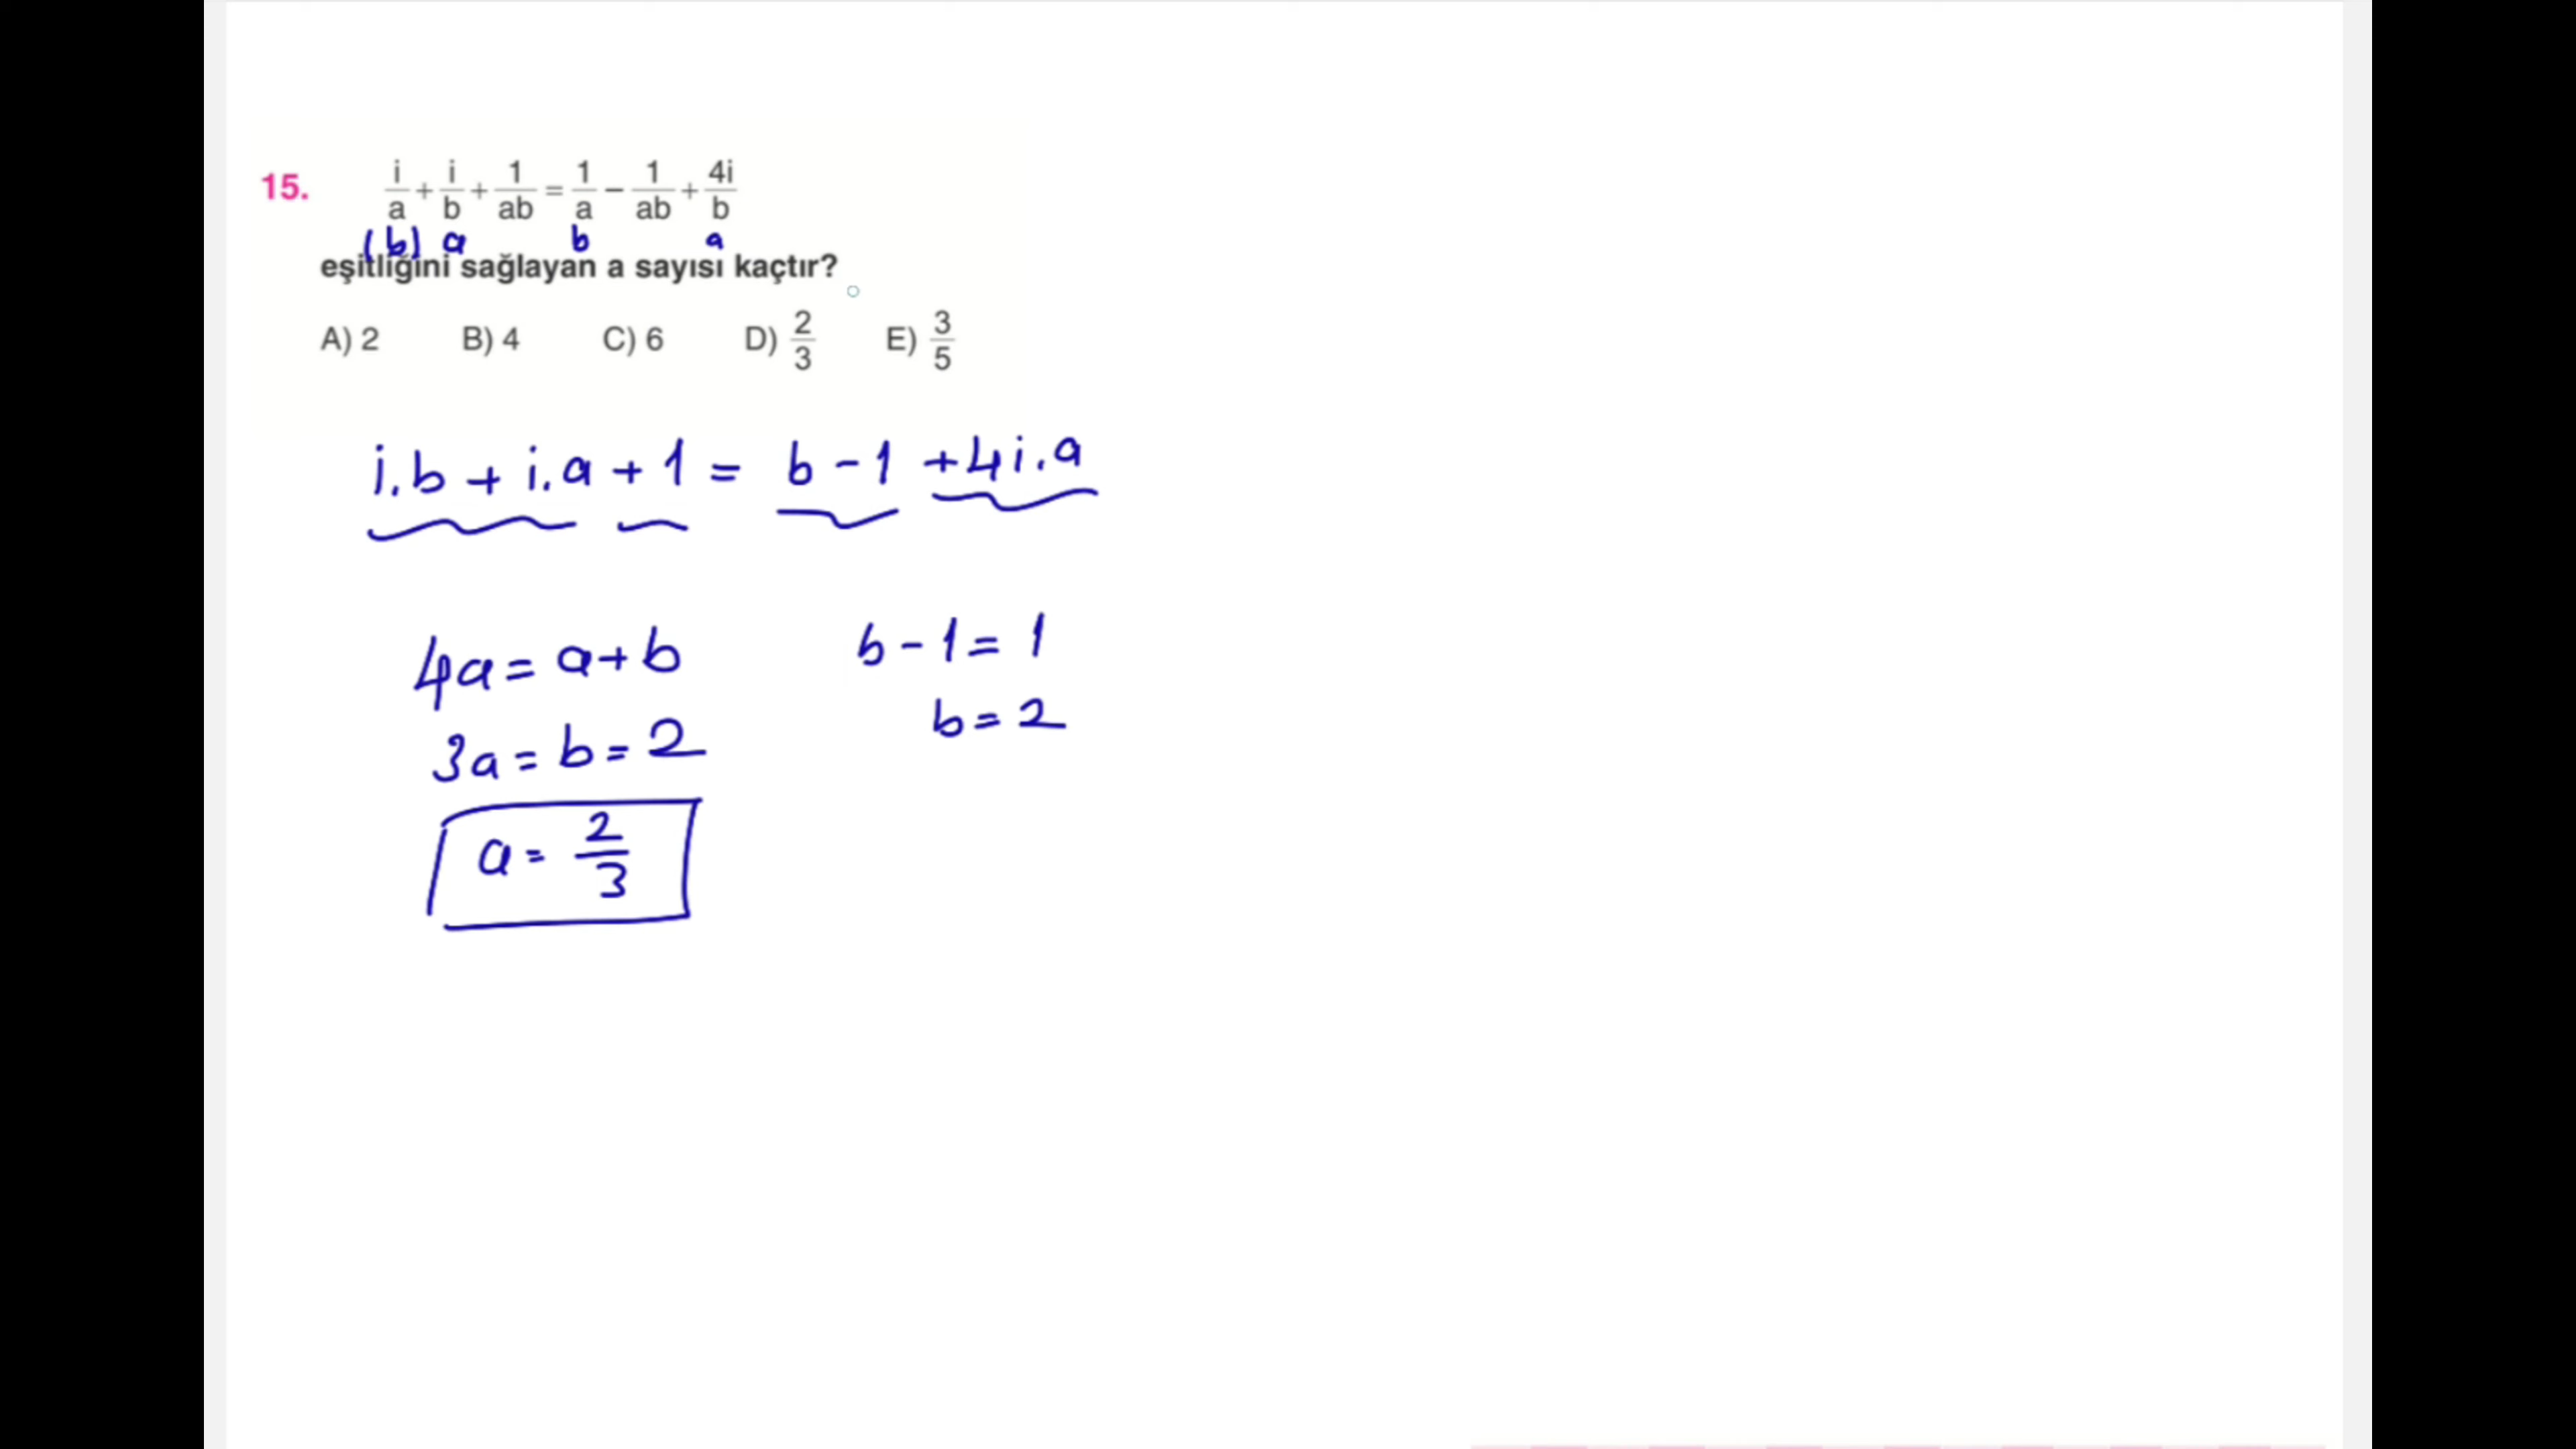 15. i/a + i/b + 1/ab = 1/a - 1/ab + 4i/b
(b) a b a
eşitliğini sağlayan a sayısı kaçtır?
A) 2 B) 4 C) 6 D) 2/3 E) 3/5
i.b + i.a + 1 = b - 1 + 4i.a
4a = a + b
3a = b = 2
a = 2/3
b - 1 = 1
b = 2